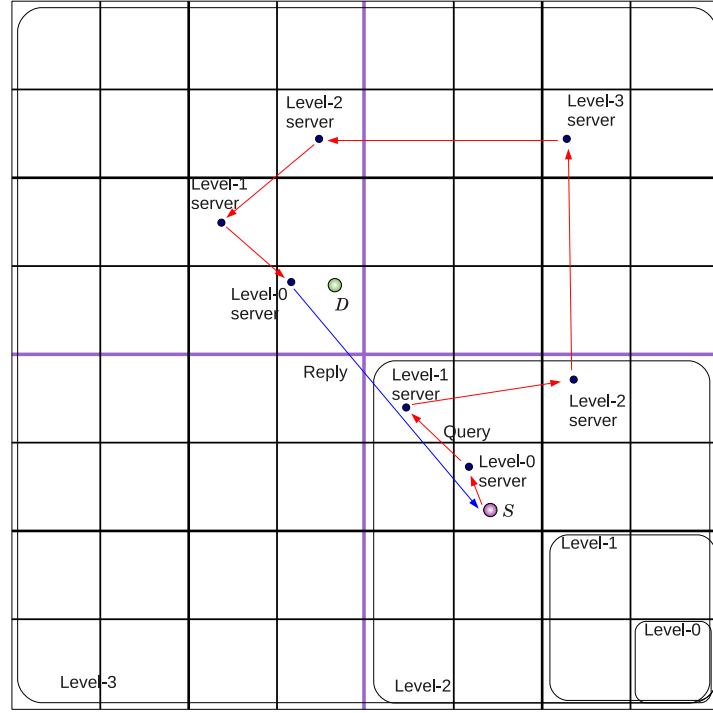 Level-2
server
Level-3
server
Level-1
server
Level-0
server
D
Reply
Level-1
server
Level-2
server
Query
Level-0
server
S
Level-1
Level-0
Level-3
Level-2